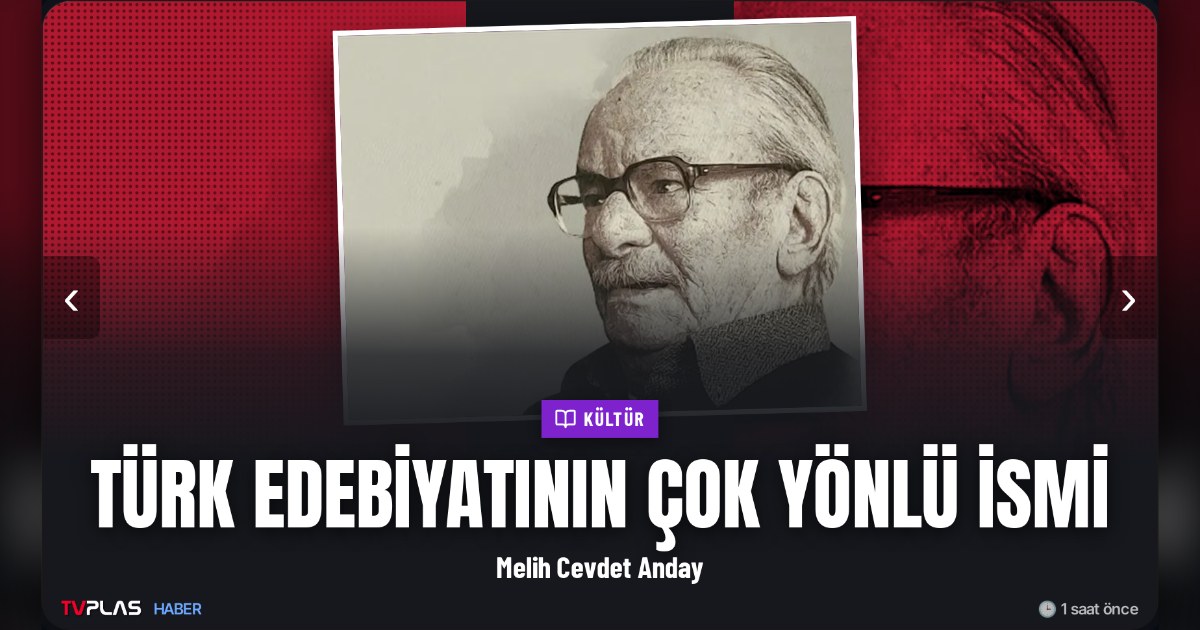 KÜLTÜR
TÜRK EDEBİYATININ ÇOK YÖNLÜ İSMİ
Melih Cevdet Anday
TVPLAS HABER
1 saat önce